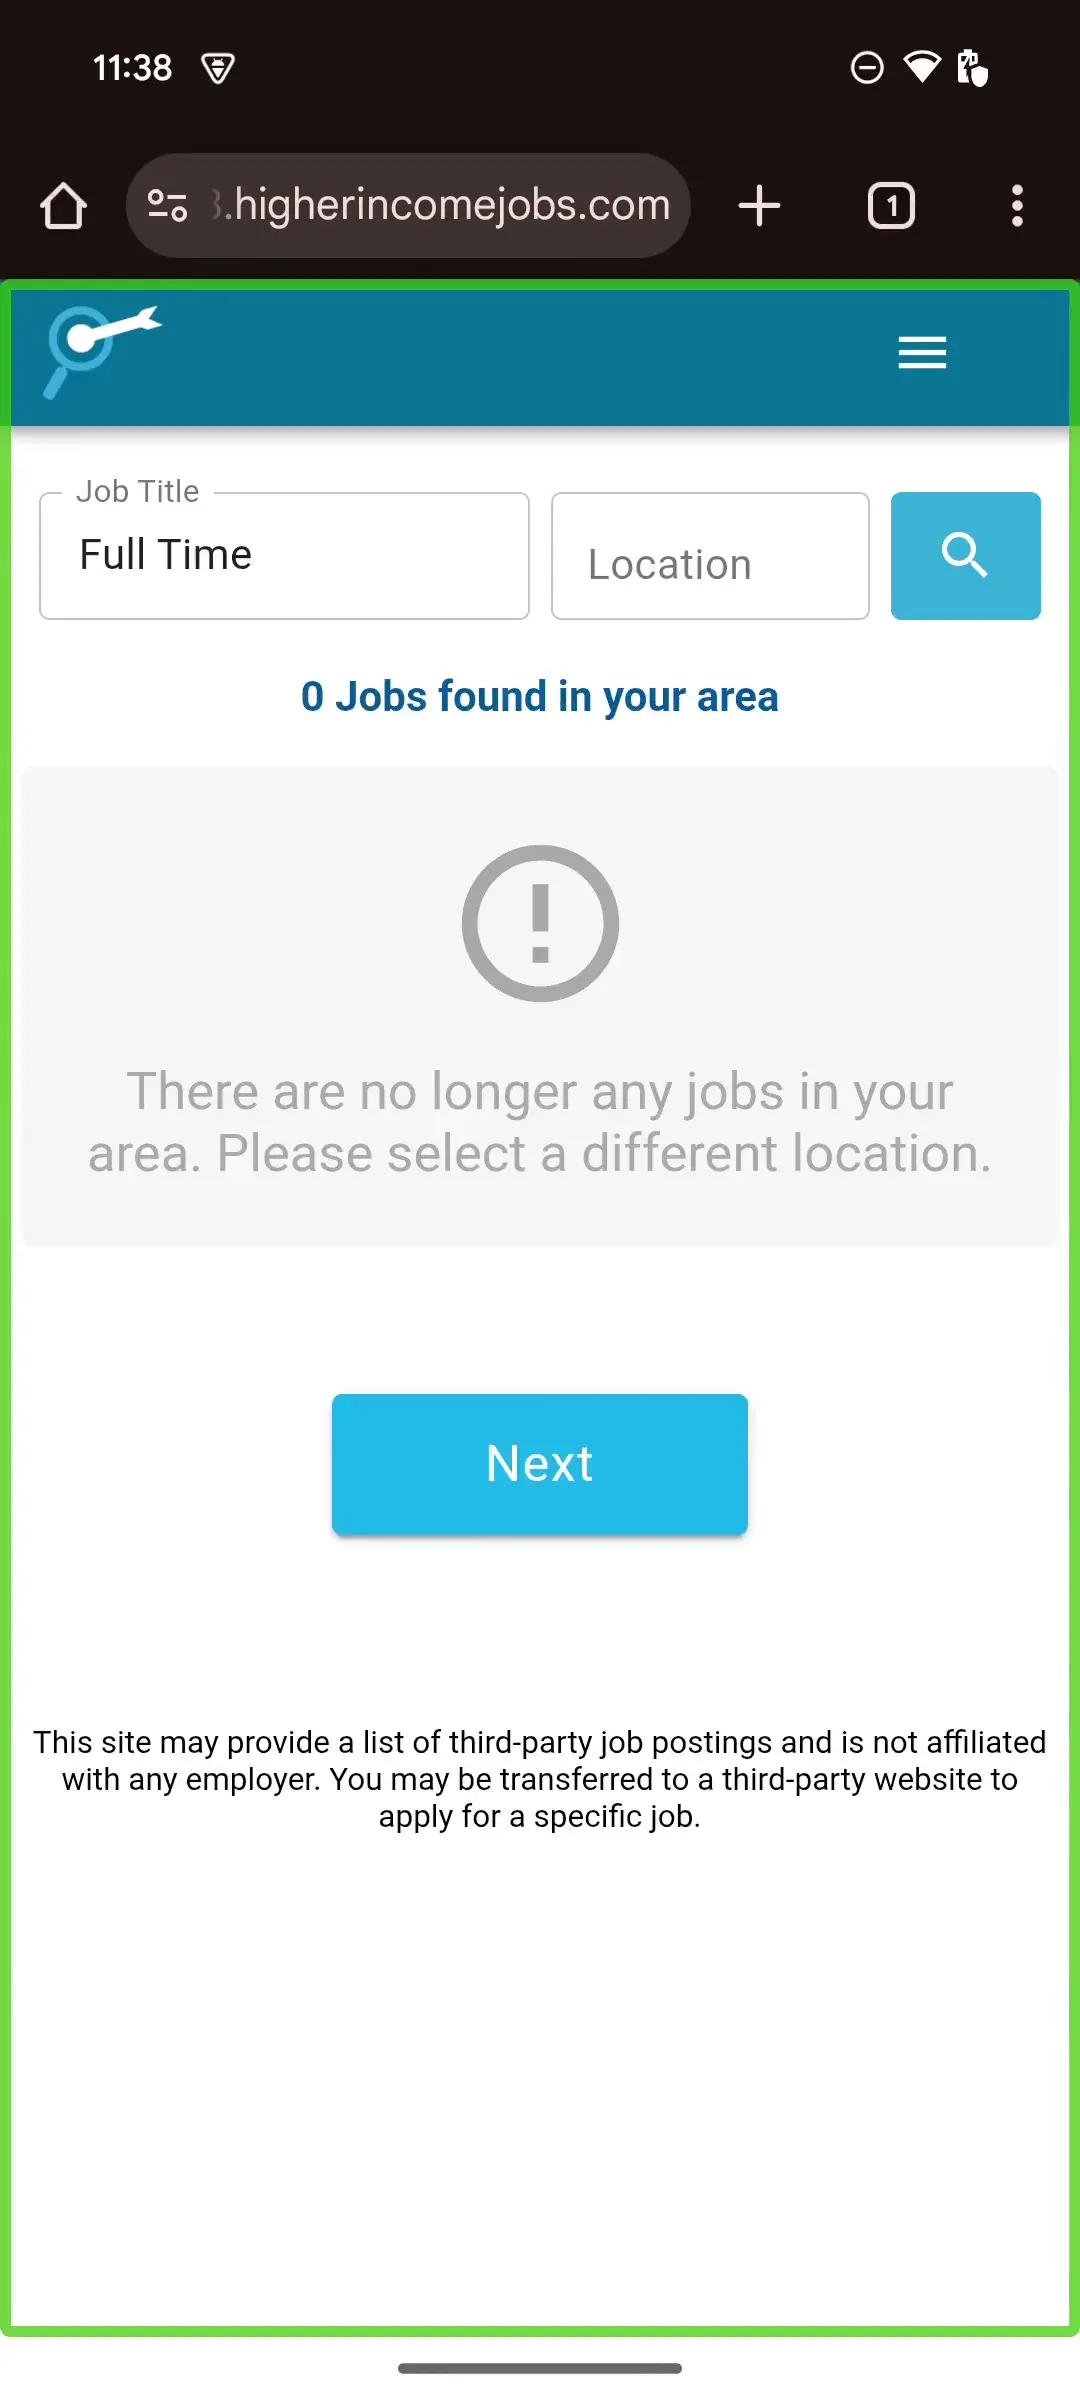 11:38
.higherincomejobs.com
1
Job Title
Full Time
Location
0 Jobs found in your area
There are no longer any jobs in your
area. Please select a different location.
Next
This site may provide a list of third-party job postings and is not affiliated
with any employer. You may be transferred to a third-party website to
apply for a specific job.